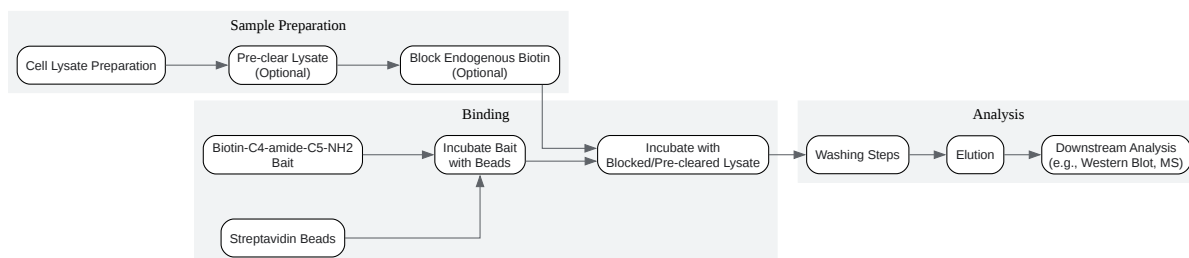 Sample Preparation
Cell Lysate Preparation
Pre-clear Lysate
(Optional)
Block Endogenous Biotin
(Optional)
Binding
Biotin-C4-amide-C5-NH2
Bait
Incubate Bait
with Beads
Incubate with
Blocked/Pre-cleared Lysate
Streptavidin Beads
Analysis
Washing Steps
Elution
Downstream Analysis
(e.g., Western Blot, MS)